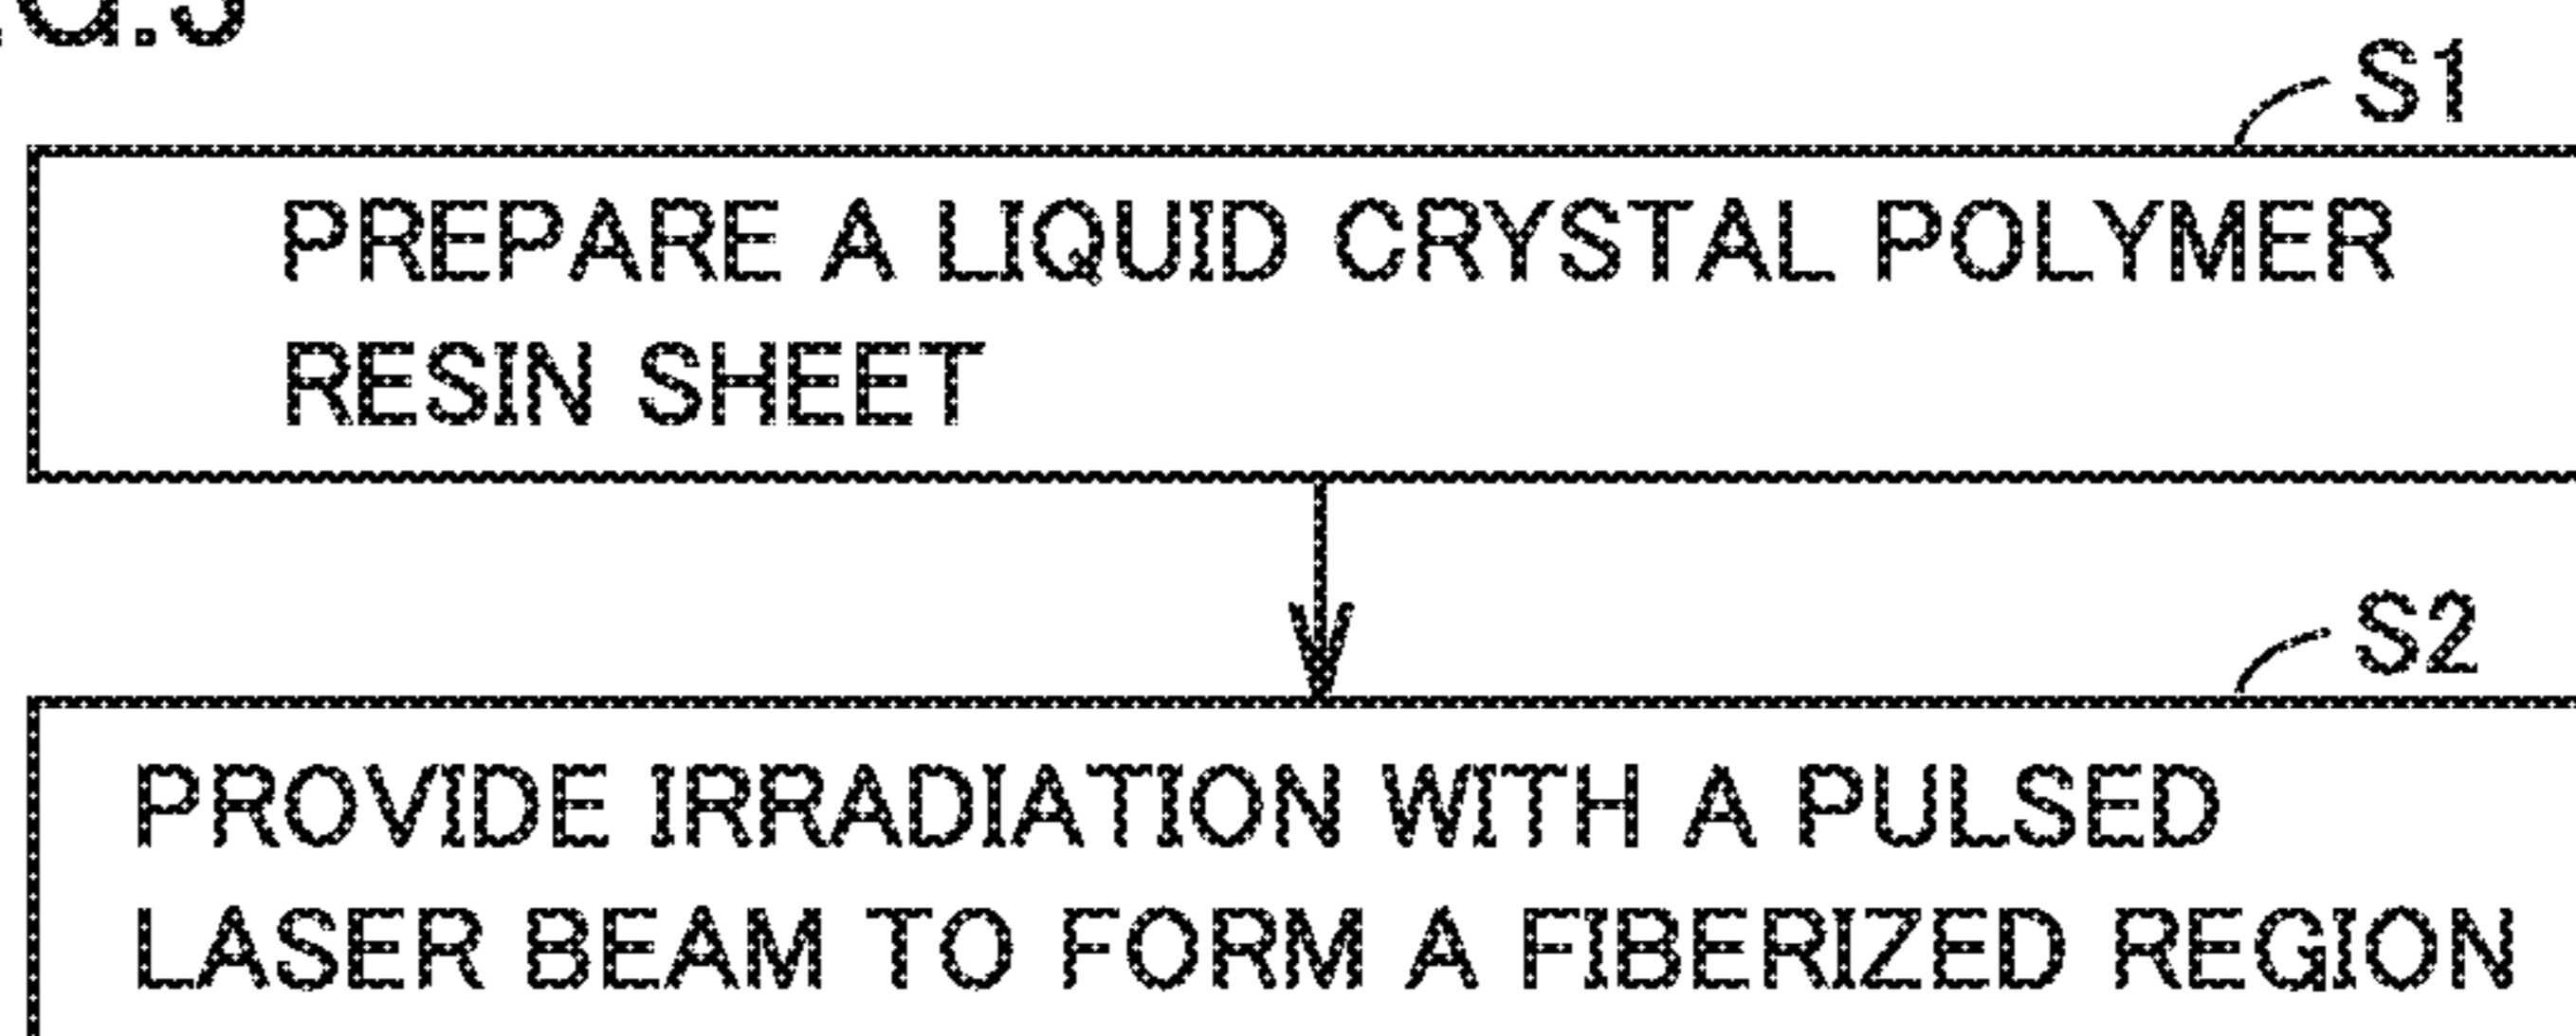 S1
PREPARE A LIQUID CRYSTAL POLYMER
RESIN SHEET
S2
PROVIDE IRRADIATION WITH A PULSED
LASER BEAM TO FORM A FIBERIZED REGION